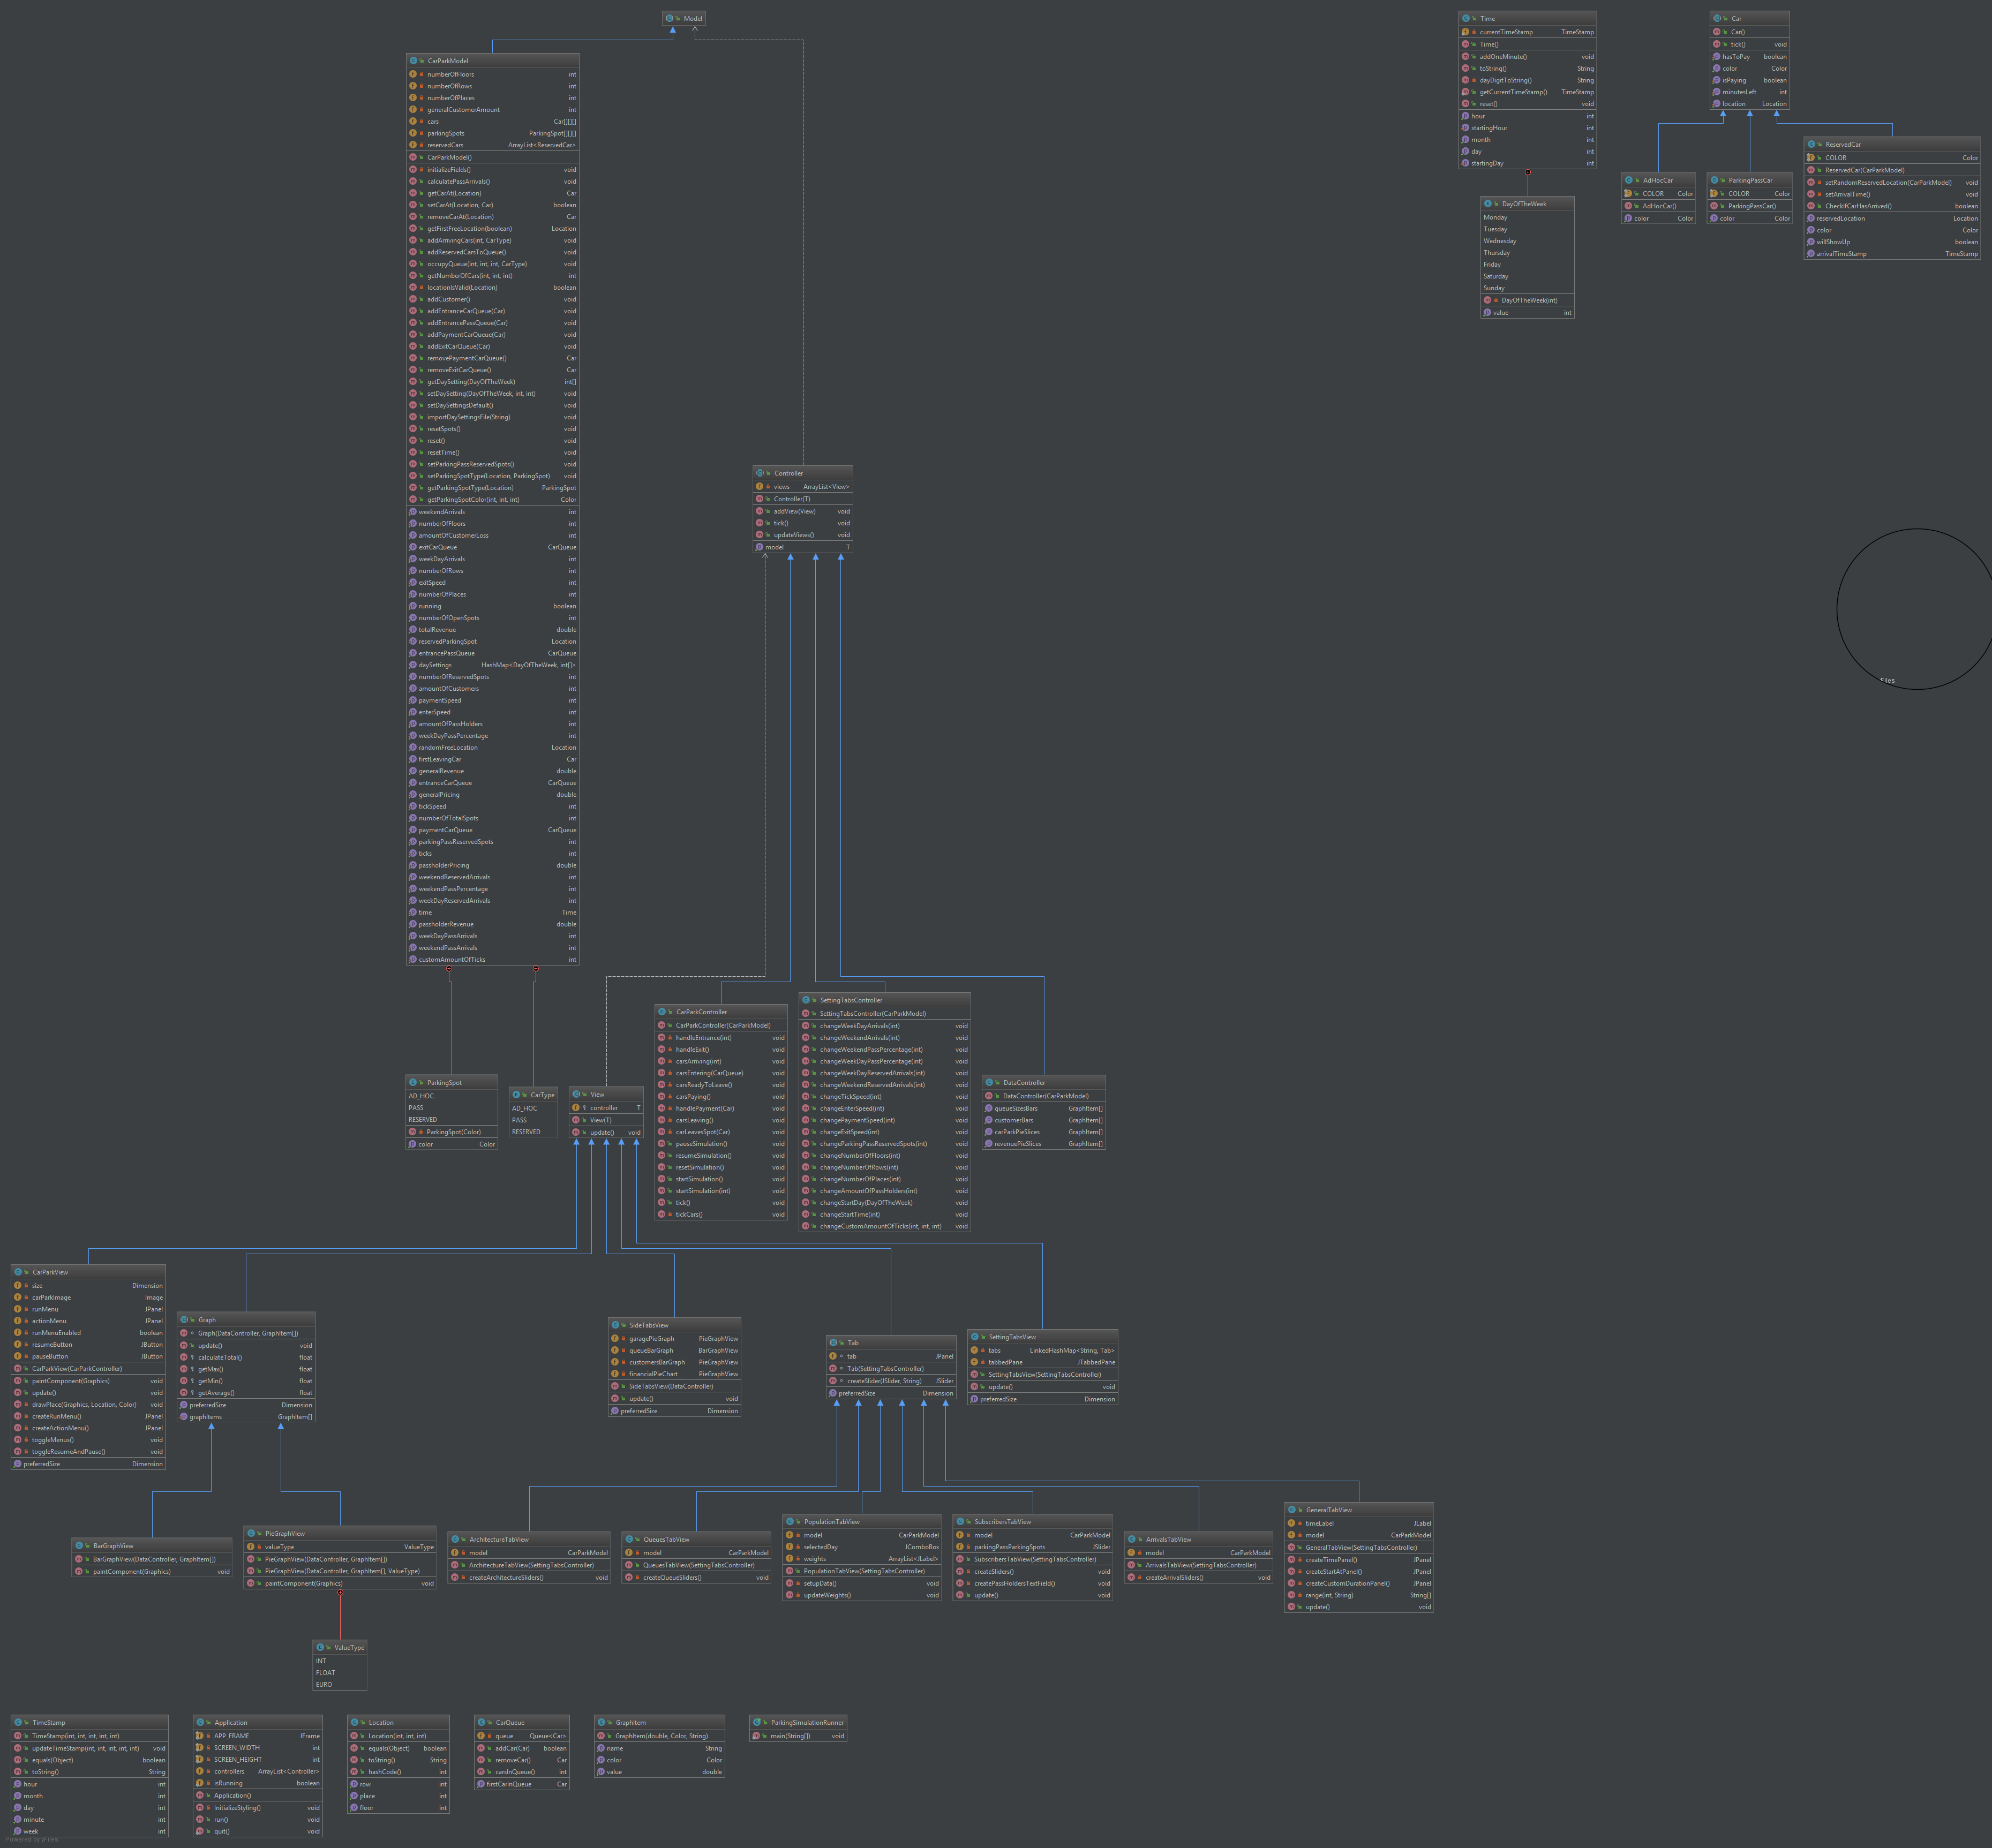 Model
CarParkModel
numberOfFloors int
numberOfRows int
numberOfPlaces int
generalCustomerAmount int
cars Car[][][]
parkingSpots ParkingSpot[][][]
reservedCars ArrayList<ReservedCar>
CarParkModel()
initializeFields() void
calculatePassArrivals() void
getCarAt(Location) Car
setCarAt(Location, Car) boolean
removeCarAt(Location) Car
getFirstFreeLocation(boolean) Location
addArrivingCars(int, CarType) void
addReservedCarsToQueue() void
occupyQueue(int, int, int, CarType) void
getNumberOfCars(int, int, int) int
locationIsValid(Location) boolean
addCustomer() void
addEntranceCarQueue(Car) void
addEntrancePassQueue(Car) void
addPaymentCarQueue(Car) void
addExitCarQueue(Car) void
removePaymentCarQueue() Car
removeExitCarQueue() Car
getDaySetting(DayOfTheWeek) int[]
setDaySetting(DayOfTheWeek, int, int) void
setDaySettingsDefault() void
importDaySettingsFile(String) void
resetSpots() void
reset() void
resetTime() void
setParkingPassReservedSpots() void
setParkingSpotType(Location, ParkingSpot) void
getParkingSpotType(Location) ParkingSpot
getParkingSpotColor(int, int, int) Color
weekendArrivals int
numberOfFloors int
amountOfCustomerLoss int
exitCarQueue CarQueue
weekDayArrivals int
numberOfRows int
exitSpeed int
numberOfPlaces int
running boolean
numberOfOpenSpots int
totalRevenue double
reservedParkingSpot Location
entrancePassQueue CarQueue
daySettings HashMap<DayOfTheWeek, int[]>
numberOfReservedSpots int
amountOfCustomers int
paymentSpeed int
enterSpeed int
amountOfPassHolders int
weekDayPassPercentage int
randomFreeLocation Location
firstLeavingCar Car
generalRevenue double
entranceCarQueue CarQueue
generalPricing double
tickSpeed int
numberOfTotalSpots int
paymentCarQueue CarQueue
parkingPassReservedSpots int
ticks int
passholderPricing double
weekendReservedArrivals int
weekendPassPercentage int
weekDayReservedArrivals int
time Time
passholderRevenue double
weekDayPassArrivals int
weekendPassArrivals int
customAmountOfTicks int
Time
currentTimeStamp TimeStamp
Time()
addOneMinute() void
toString() String
dayDigitToString() String
getCurrentTimeStamp() TimeStamp
reset() void
hour int
startingHour int
month int
day int
startingDay int
DayOfTheWeek
Monday
Tuesday
Wednesday
Thursday
Friday
Saturday
Sunday
DayOfTheWeek(int)
value int
Car
Car()
tick() void
hasToPay boolean
color Color
isPaying boolean
minutesLeft int
location Location
AdHocCar
COLOR Color
AdHocCar()
color Color
ParkingPassCar
COLOR Color
ParkingPassCar()
color Color
ReservedCar
COLOR Color
ReservedCar(CarParkModel)
setRandomReservedLocation(CarParkModel) void
setArrivalTime() void
CheckIfCarHasArrived() boolean
reservedLocation Location
color Color
willShowUp boolean
arrivalTimeStamp TimeStamp
Files
Controller
views ArrayList<View>
Controller(T)
addView(View) void
tick() void
updateViews() void
model T
ParkingSpot
AD_HOC
PASS
RESERVED
ParkingSpot(Color)
color Color
CarType
AD_HOC
PASS
RESERVED
View
controller T
View(T)
update() void
CarParkController
CarParkController(CarParkModel)
handleEntrance(int) void
handleExit() void
carsArriving(int) void
carsEntering(CarQueue) void
carsReadyToLeave() void
carsPaying() void
handlePayment(Car) void
carsLeaving() void
carLeavesSpot(Car) void
pauseSimulation() void
resumeSimulation() void
resetSimulation() void
startSimulation() void
startSimulation(int) void
tick() void
tickCars() void
SettingTabsController
SettingTabsController(CarParkModel)
changeWeekDayArrivals(int) void
changeWeekendArrivals(int) void
changeWeekendPassPercentage(int) void
changeWeekDayPassPercentage(int) void
changeWeekDayReservedArrivals(int) void
changeWeekendReservedArrivals(int) void
changeTickSpeed(int) void
changeEnterSpeed(int) void
changePaymentSpeed(int) void
changeExitSpeed(int) void
changeParkingPassReservedSpots(int) void
changeNumberOfFloors(int) void
changeNumberOfRows(int) void
changeNumberOfPlaces(int) void
changeAmountOfPassHolders(int) void
changeStartDay(DayOfTheWeek) void
changeStartTime(int) void
changeCustomAmountOfTicks(int, int, int) void
DataController
DataController(CarParkModel)
queueSizesBars GraphItem[]
customerBars GraphItem[]
carParkPieSlices GraphItem[]
revenuePieSlices GraphItem[]
CarParkView
size Dimension
carParkImage Image
runMenu JPanel
actionMenu JPanel
runMenuEnabled boolean
resumeButton JButton
pauseButton JButton
CarParkView(CarParkController)
paintComponent(Graphics) void
update() void
drawPlace(Graphics, Location, Color) void
createRunMenu() JPanel
createActionMenu() JPanel
toggleMenus() void
toggleResumeAndPause() void
preferredSize Dimension
Graph
Graph(DataController, GraphItem[])
update() void
calculateTotal() float
getMax() float
getMin() float
getAverage() float
preferredSize Dimension
graphItems GraphItem[]
SideTabsView
garagePieGraph PieGraphView
queueBarGraph BarGraphView
customersBarGraph PieGraphView
financialPieChart PieGraphView
SideTabsView(DataController)
update() void
preferredSize Dimension
Tab
tab JPanel
Tab(SettingTabsController)
createSlider(JSlider, String) JSlider
preferredSize Dimension
SettingTabsView
tabs LinkedHashMap<String, Tab>
tabbedPane JTabbedPane
SettingTabsView(SettingTabsController)
update() void
preferredSize Dimension
BarGraphView
BarGraphView(DataController, GraphItem[])
paintComponent(Graphics) void
PieGraphView
valueType ValueType
PieGraphView(DataController, GraphItem[])
PieGraphView(DataController, GraphItem[], ValueType)
paintComponent(Graphics) void
ArchitectureTabView
model CarParkModel
ArchitectureTabView(SettingTabsController)
createArchitectureSliders() void
QueuesTabView
model CarParkModel
QueuesTabView(SettingTabsController)
createQueueSliders() void
PopulationTabView
model CarParkModel
selectedDay JComboBox
weights ArrayList<JLabel>
PopulationTabView(SettingTabsController)
setupData() void
updateWeights() void
SubscribersTabView
model CarParkModel
parkingPassParkingSpots JSlider
SubscribersTabView(SettingTabsController)
createSliders() void
createPassHoldersTextField() void
update() void
ArrivalsTabView
model CarParkModel
ArrivalsTabView(SettingTabsController)
createArrivalSliders() void
GeneralTabView
timeLabel JLabel
model CarParkModel
GeneralTabView(SettingTabsController)
createTimePanel() JPanel
createStartAtPanel() JPanel
createCustomDurationPanel() JPanel
range(int, String) String[]
update() void
ValueType
INT
FLOAT
EURO
TimeStamp
TimeStamp(int, int, int, int, int)
updateTimeStamp(int, int, int, int, int) void
equals(Object) boolean
toString() String
hour int
month int
day int
minute int
week int
Application
APP_FRAME JFrame
SCREEN_WIDTH int
SCREEN_HEIGHT int
controllers ArrayList<Controller>
isRunning boolean
Application()
InitializeStyling() void
run() void
quit() void
Location
Location(int, int, int)
equals(Object) boolean
toString() String
hashCode() int
row int
place int
floor int
CarQueue
queue Queue<Car>
addCar(Car) boolean
removeCar() Car
carsInQueue() int
firstCarInQueue Car
GraphItem
GraphItem(double, Color, String)
name String
color Color
value double
ParkingSimulationRunner
main(String[]) void
Powered by yFiles